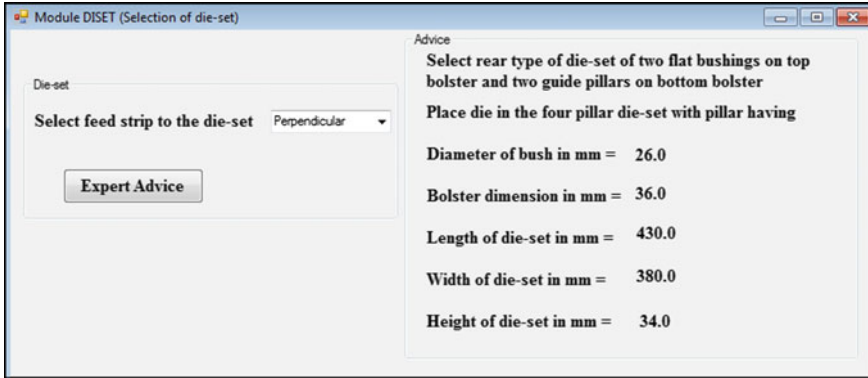 Module DISET (Selection of die-set)
Die-set
Select feed strip to the die-set Perpendicular
Expert Advice
Advice
Select rear type of die-set of two flat bushings on top
bolster and two guide pillars on bottom bolster
Place die in the four pillar die-set with pillar having
Diameter of bush in mm = 26.0
Bolster dimension in mm = 36.0
Length of die-set in mm = 430.0
Width of die-set in mm = 380.0
Height of die-set in mm = 34.0